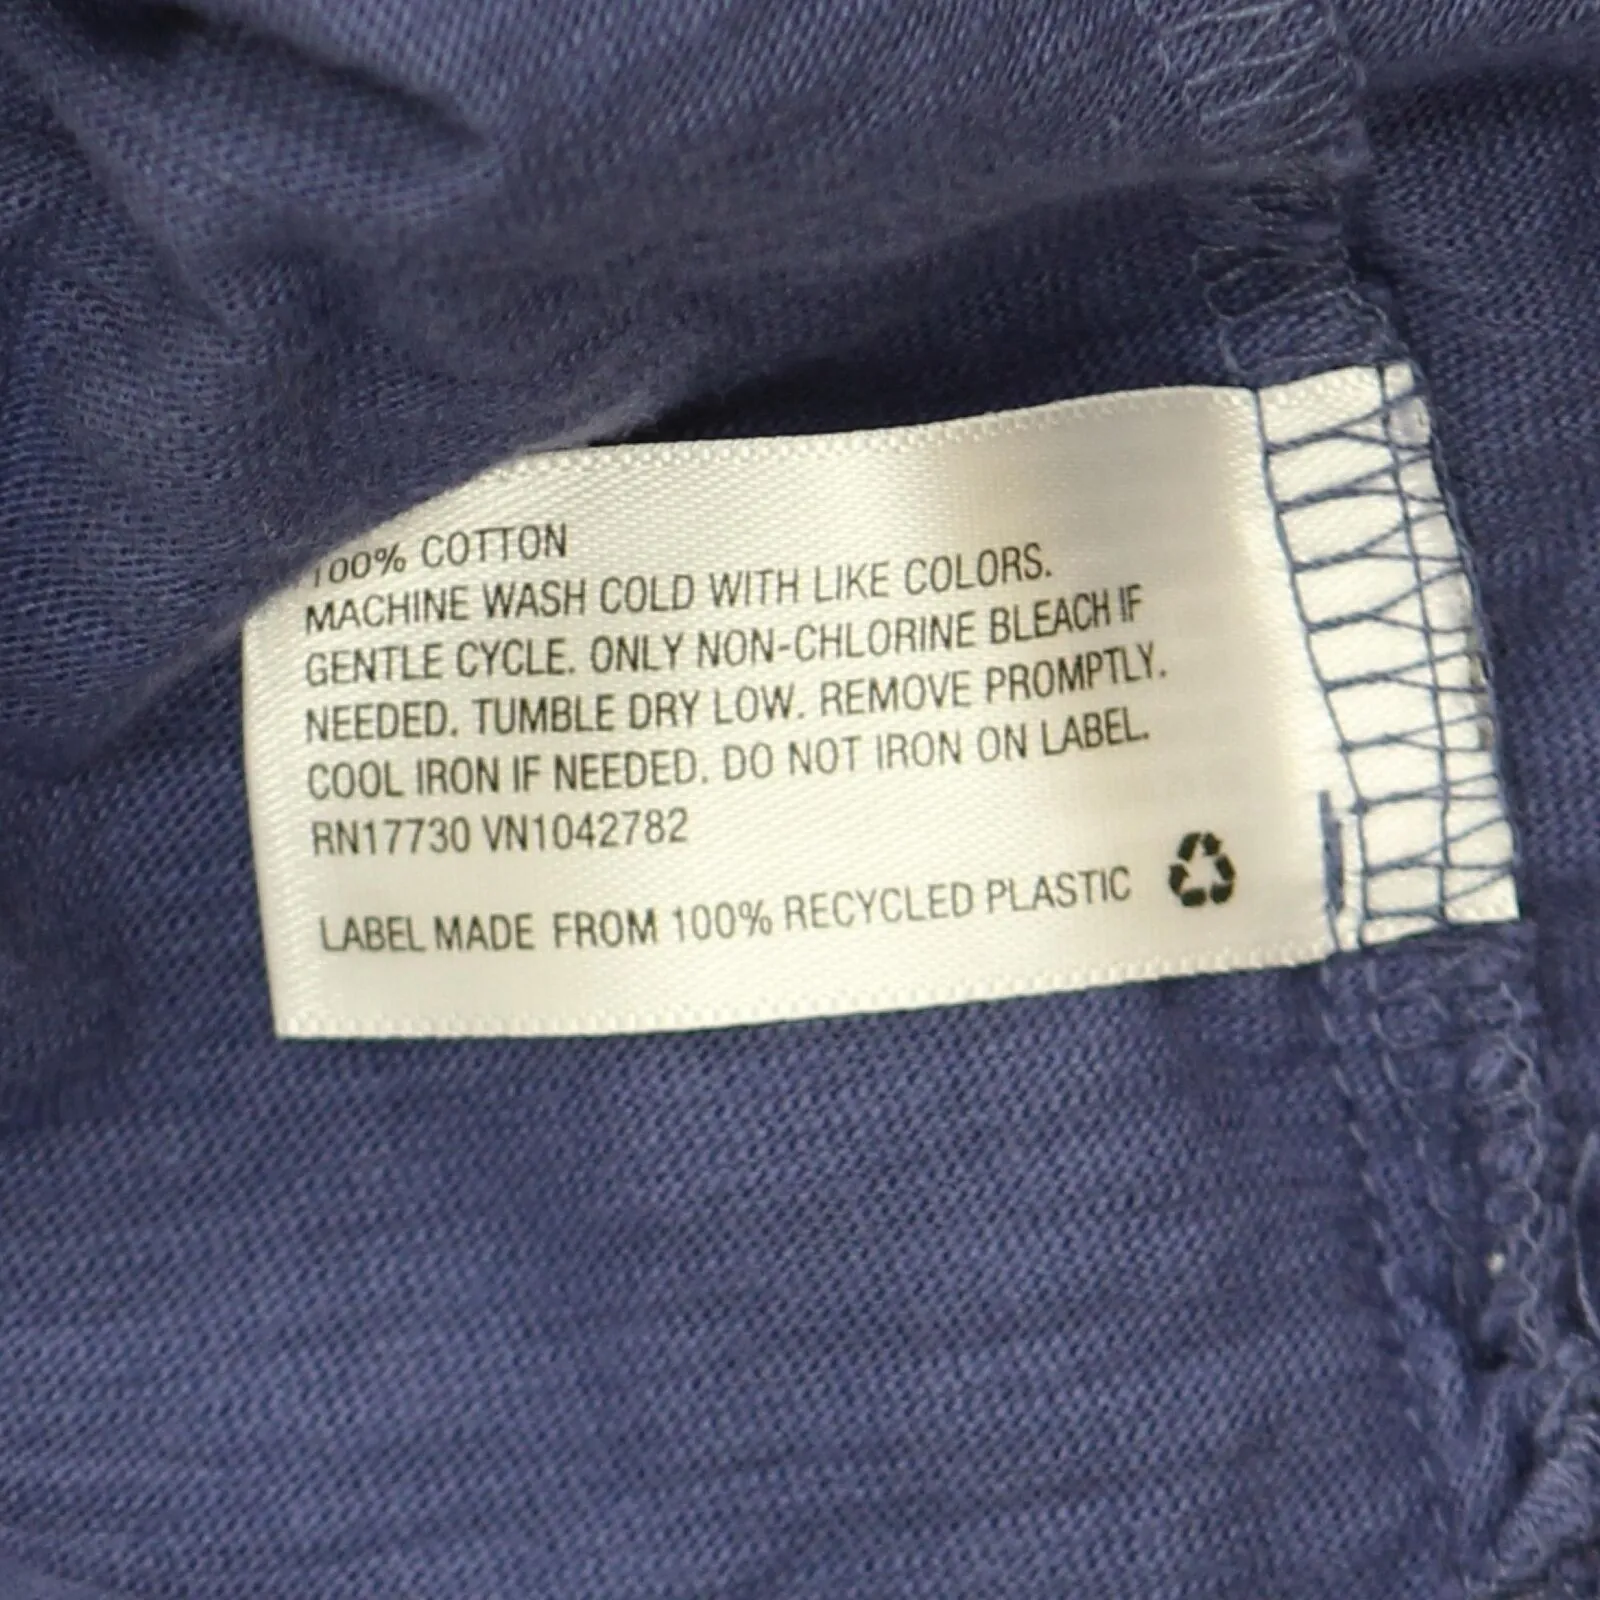 100% COTTON
MACHINE WASH COLD WITH LIKE COLORS.
GENTLE CYCLE. ONLY NON-CHLORINE BLEACH IF
NEEDED. TUMBLE DRY LOW. REMOVE PROMPTLY.
COOL IRON IF NEEDED. DO NOT IRON ON LABEL.
RN17730 VN1042782
LABEL MADE FROM 100% RECYCLED PLASTIC